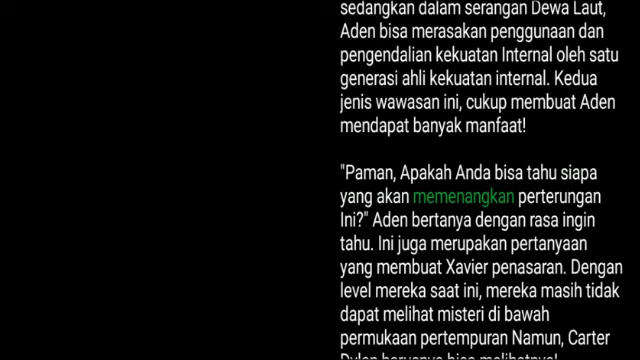 sedangkan dalam serangan Dewa Laut,
Aden bisa merasakan penggunaan dan
pengendalian kekuatan Internal oleh satu
generasi ahli kekuatan internal. Kedua
jenis wawasan ini, cukup membuat Aden
mendapat banyak manfaat!
"Paman, Apakah Anda bisa tahu siapa
yang akan memenangkan perterungan
Ini?" Aden bertanya dengan rasa ingin
tahu. Ini juga merupakan pertanyaan
yang membuat Xavier penasaran. Dengan
level mereka saat ini, mereka masih tidak
dapat melihat misteri di bawah
permukaan pertempuran Namun, Carter